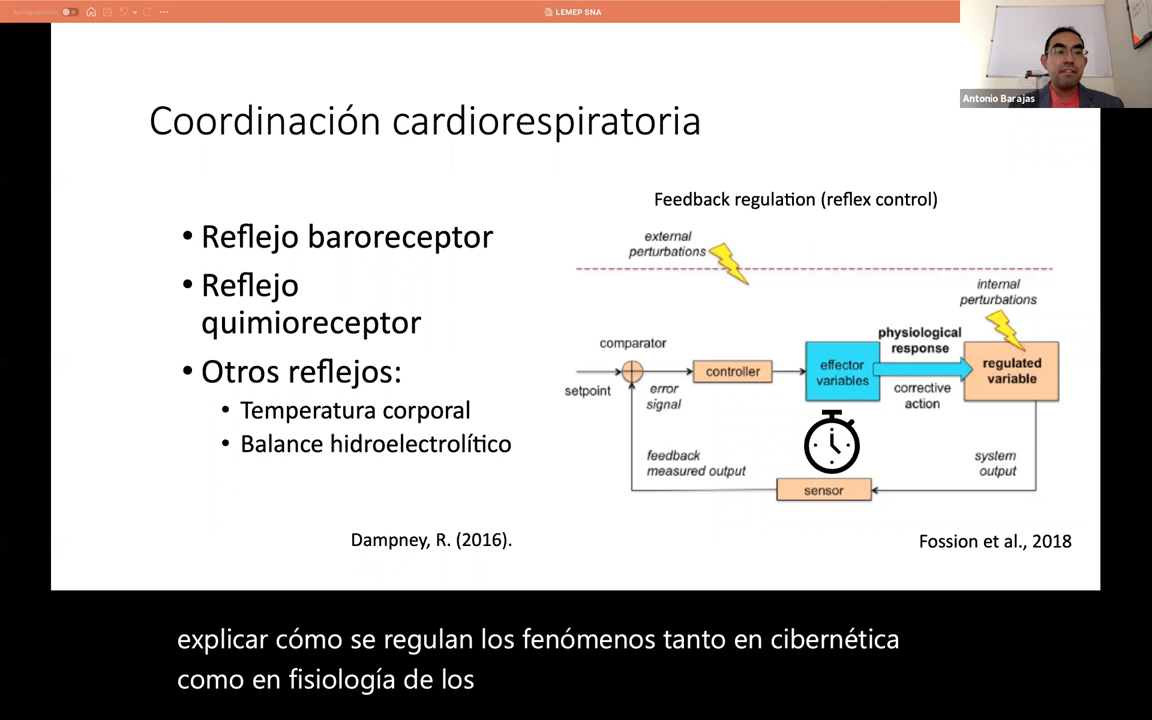 Autoguardado
LEMEP SNA
Antonio Barajas
Coordinación cardiorespiratoria
• Reflejo baroreceptor
• Reflejo
quimioreceptor
• Otros reflejos:
• Temperatura corporal
• Balance hidroelectrolítico
Dampney, R. (2016).
Feedback regulation (reflex control)
external
perturbations
internal
perturbations
comparator
setpoint
error
signal
controller
effector
variables
physiological
response
corrective
action
regulated
variable
feedback
measured output
system
output
sensor
Fossion et al., 2018
explicar cómo se regulan los fenómenos tanto en cibernética
como en fisiología de los